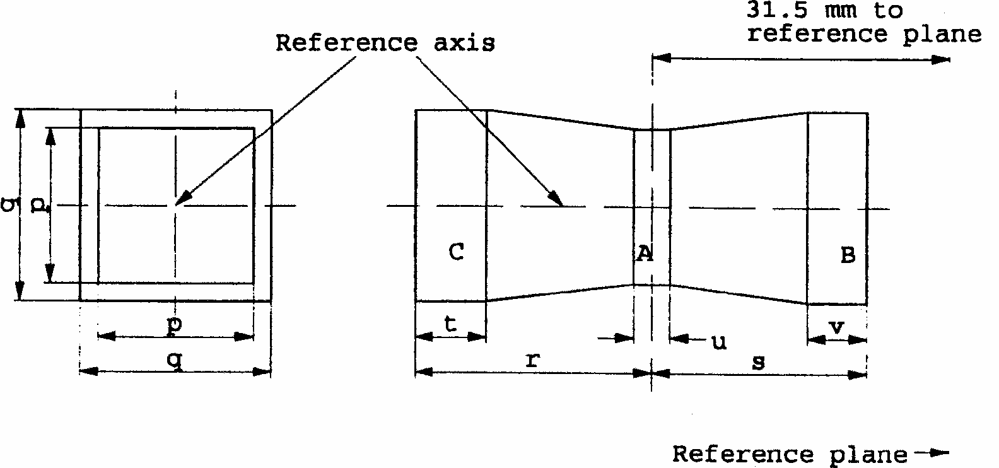 31.5 mm to
reference plane
Reference axis
q
p
C
A
B
p
t
u
v
q
r
s
Reference plane